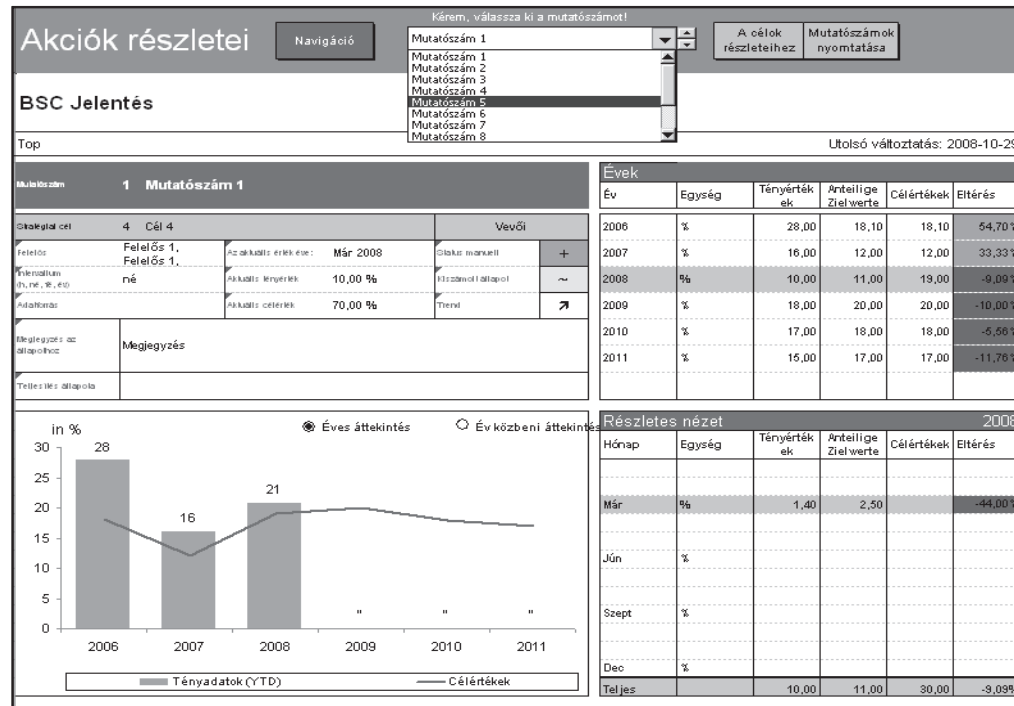 Kérem, válassza ki a mutatószámot!
Akciók részletei
Navigáció
Mutatószám 1
A célok részleteihez
Mutatószámok nyomtatása
Mutatószám 1
Mutatószám 2
Mutatószám 3
Mutatószám 4
Mutatószám 5
Mutatószám 6
Mutatószám 7
Mutatószám 8
BSC Jelentés
Top
Utolsó változtatás: 2008-10-29
Mutatószám 1 Mutatószám 1
Stratégiai cél 4 Cél 4 Vevői
Felelős Felelős 1, Felelős 1, Az aktuális érték éve: Már 2008 Status manuell +
Intervallum (h, né, fé, év) né Aktuális tényérték 10,00 % Kiszámolt állapot ~
Adatforrás Aktuális célérték 70,00 % Trend
Megjegyzés az állapothoz Megjegyzés
Teljesítés állapota
Évek
Év Egység Tényértékek Anteilige Zielwerte Célértékek Eltérés
2006 % 28,00 18,10 18,10 54,70%
2007 % 16,00 12,00 12,00 33,33%
2008 % 10,00 11,00 19,00 -9,09%
2009 % 18,00 20,00 20,00 -10,00%
2010 % 17,00 18,00 18,00 -5,56%
2011 % 15,00 17,00 17,00 -11,76%
in %
Éves áttekintés Év közbeni áttekintés
30
25
20
15
10
5
0
28
16
21
" " "
2006 2007 2008 2009 2010 2011
Tényadatok (YTD) Célértékek
Részletes nézet 2008
Hónap Egység Tényértékek Anteilige Zielwerte Célértékek Eltérés
Már % 1,40 2,50 -44,00%
Jún %
Szept %
Dec %
Teljes 10,00 11,00 30,00 -9,09%